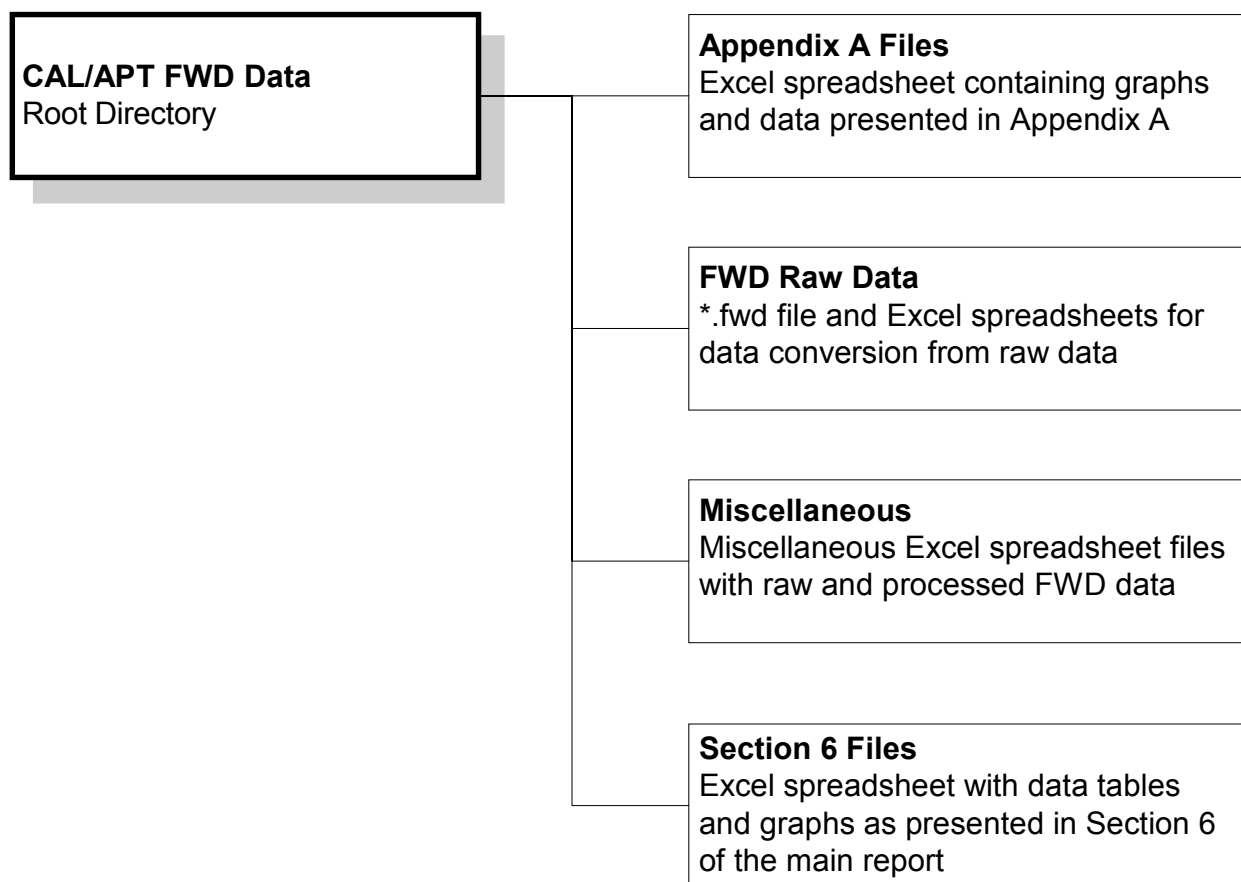 CAL/APT FWD Data
Root Directory
Appendix A Files
Excel spreadsheet containing graphs
and data presented in Appendix A
FWD Raw Data
*.fwd file and Excel spreadsheets for
data conversion from raw data
Miscellaneous
Miscellaneous Excel spreadsheet files
with raw and processed FWD data
Section 6 Files
Excel spreadsheet with data tables
and graphs as presented in Section 6
of the main report